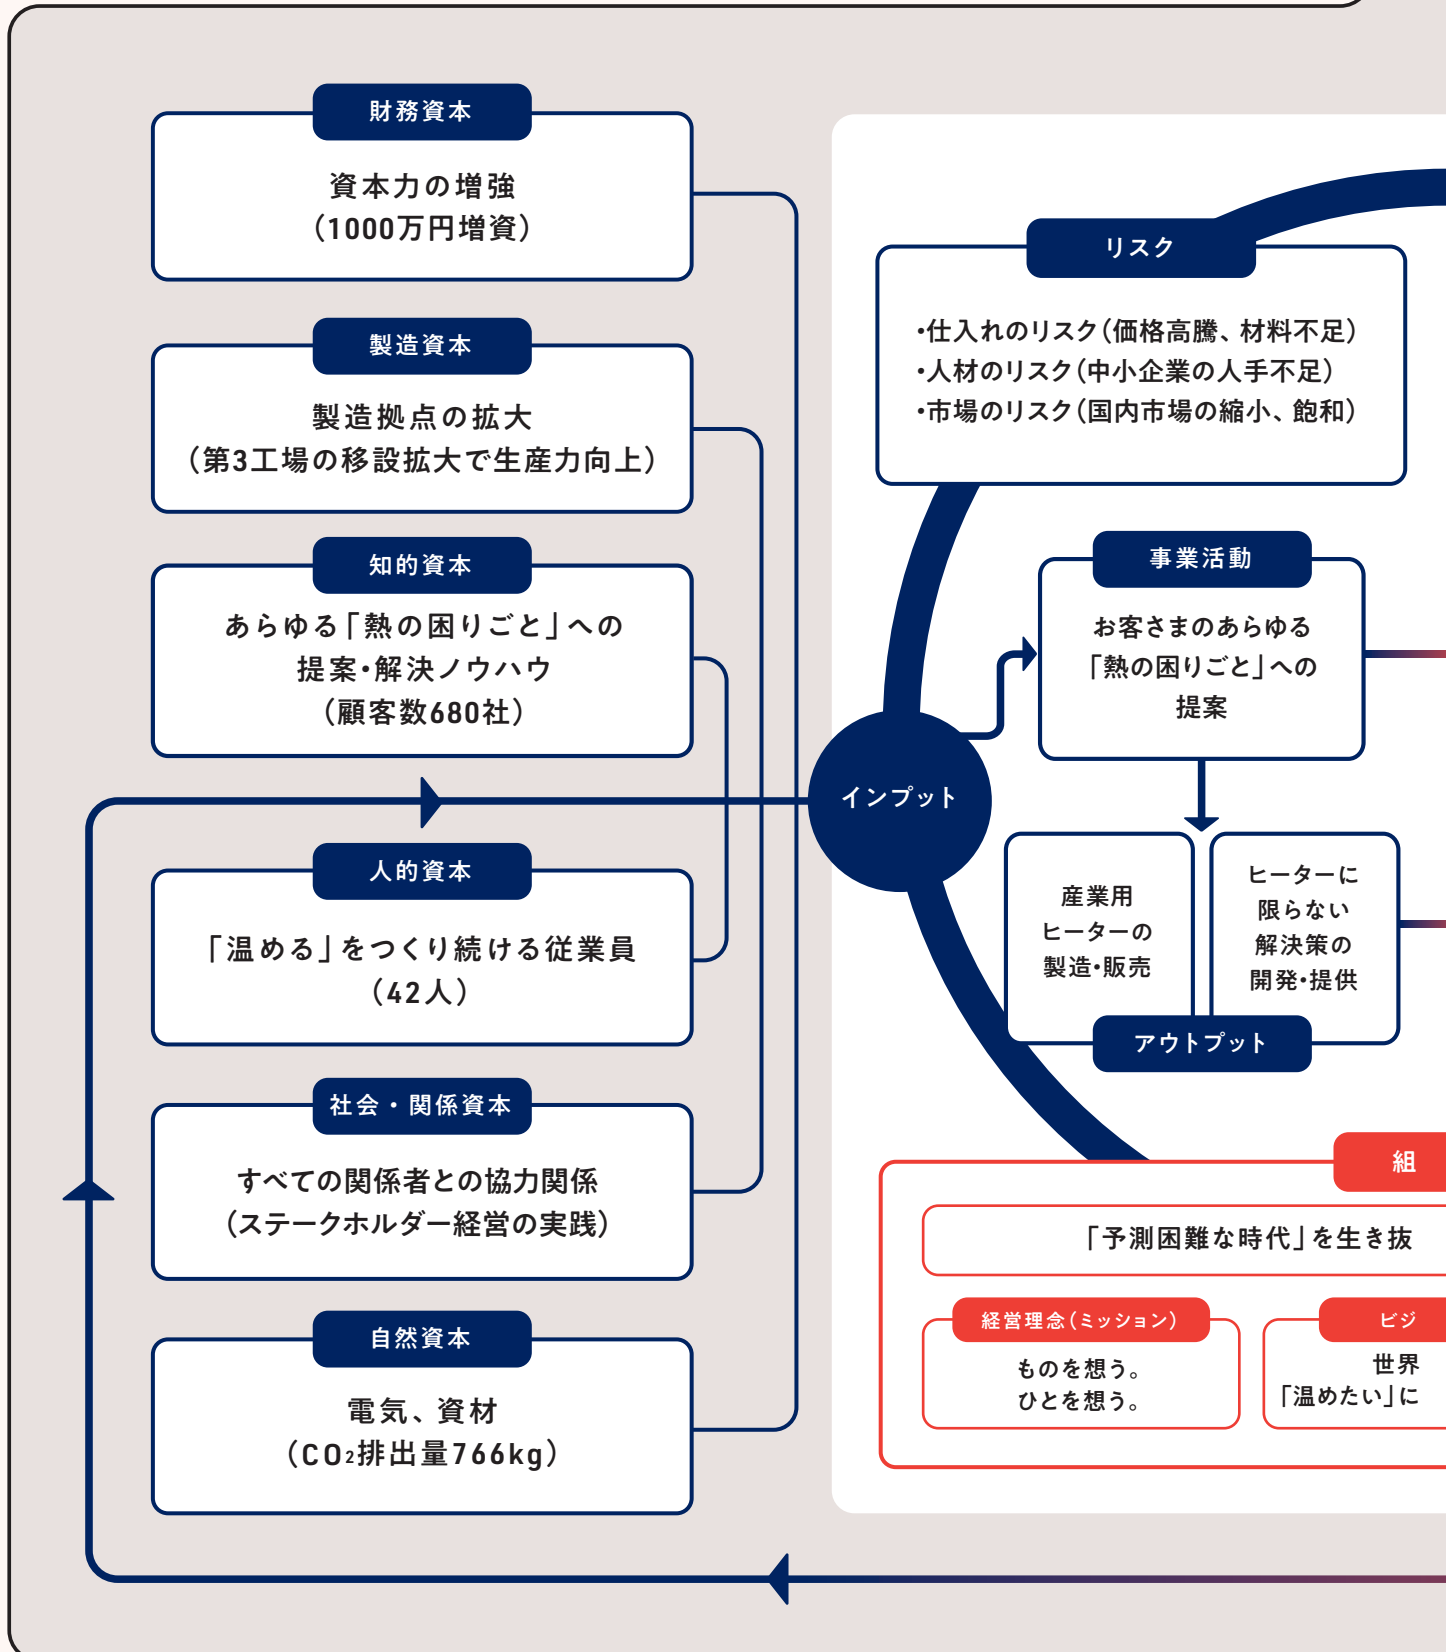 財務資本
資本力の増強
（1000万円増資）
製造資本
製造拠点の拡大
（第3工場の移設拡大で生産力向上）
知的資本
あらゆる「熱の困りごと」への
提案・解決ノウハウ
（顧客数680社）
人的資本
「温める」をつくり続ける従業員
（42人）
社会・関係資本
すべての関係者との協力関係
（ステークホルダー経営の実践）
自然資本
電気、資材
（CO₂排出量766kg）
インプット
リスク
・仕入れのリスク（価格高騰、材料不足）
・人材のリスク（中小企業の人手不足）
・市場のリスク（国内市場の縮小、飽和）
事業活動
お客さまのあらゆる
「熱の困りごと」への
提案
産業用
ヒーターの
製造・販売
ヒーターに
限らない
解決策の
開発・提供
アウトプット
組
「予測困難な時代」を生き抜
経営理念（ミッション）
ものを想う。
ひとを想う。
ビジ
世界
「温めたい」に